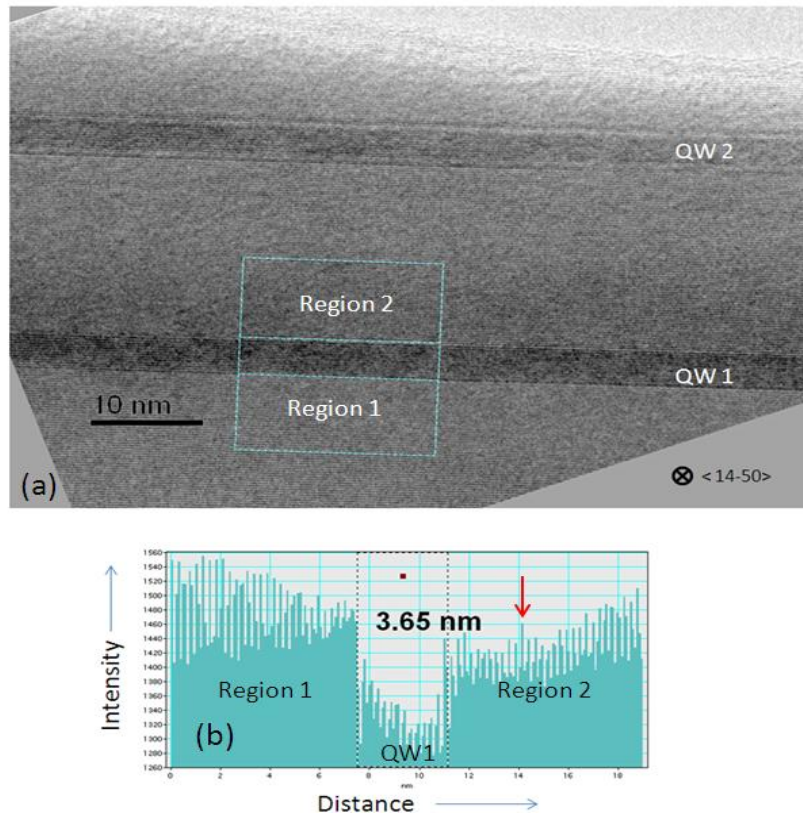 QW 2
Region 2
QW 1
10 nm
Region 1
(a)
< 14-50>
Intensity
1560
1540
1520
1500
1480
1460
1440
1420
1400
1380
1360
1340
1320
1300
1280
1260
3.65 nm
Region 1
Region 2
(b)
QW1
0 2 4 6 8 10 12 14 16 18
nm
Distance